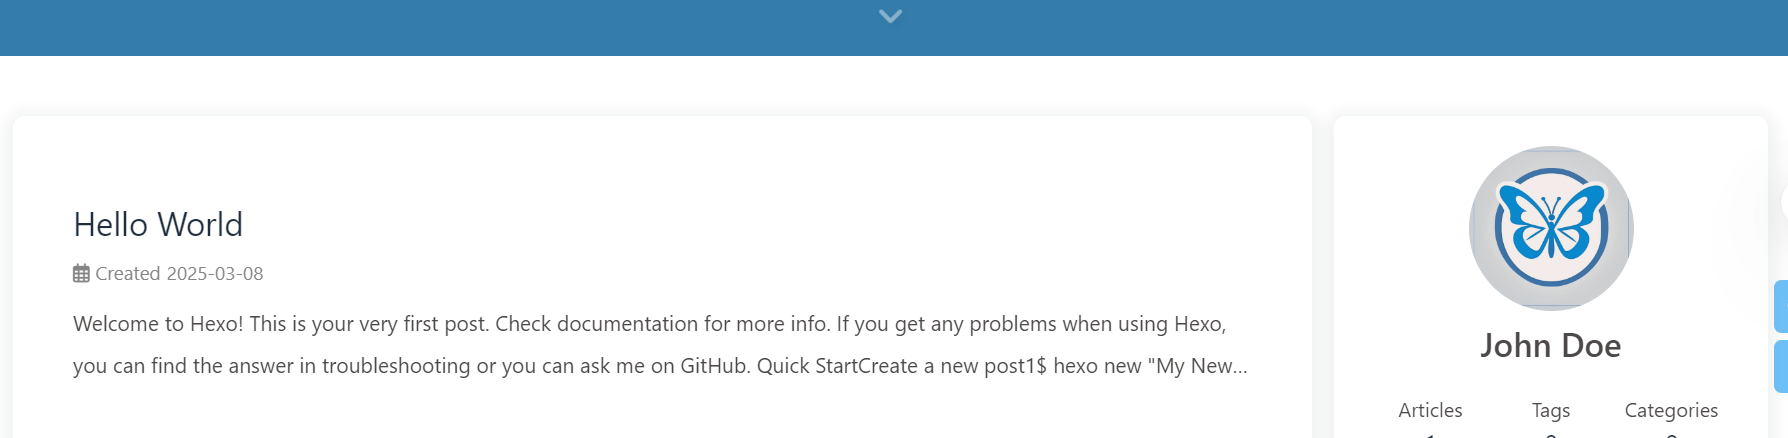 Hello World
Created 2025-03-08
Welcome to Hexo! This is your very first post. Check documentation for more info. If you get any problems when using Hexo,
you can find the answer in troubleshooting or you can ask me on GitHub. Quick StartCreate a new post1$ hexo new "My New...
John Doe
Articles Tags Categories